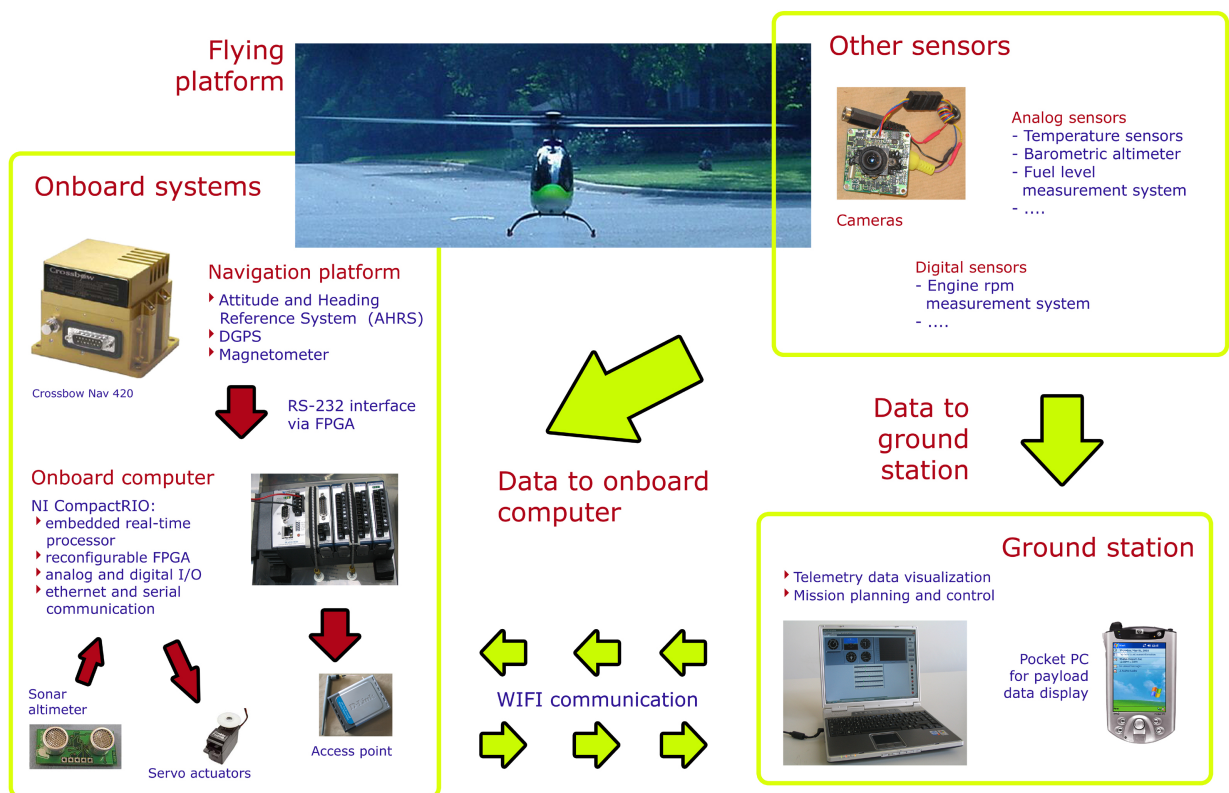 Flying
platform
Other sensors
Cameras
Analog sensors
- Temperature sensors
- Barometric altimeter
- Fuel level
measurement system
- ....
Digital sensors
- Engine rpm
measurement system
- ....
Onboard systems
Crossbow
Crossbow Nav 420
Navigation platform
Attitude and Heading
Reference System (AHRS)
DGPS
Magnetometer
RS-232 interface
via FPGA
Onboard computer
NI CompactRIO:
embedded real-time
processor
reconfigurable FPGA
analog and digital I/O
ethernet and serial
communication
Sonar
altimeter
Servo actuators
Access point
Data to onboard
computer
Data to
ground
station
WIFI communication
Ground station
Telemetry data visualization
Mission planning and control
Pocket PC
for payload
data display